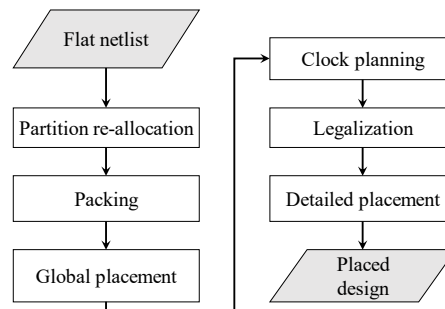 Flat netlist
Partition re-allocation
Packing
Global placement
Clock planning
Legalization
Detailed placement
Placed
design